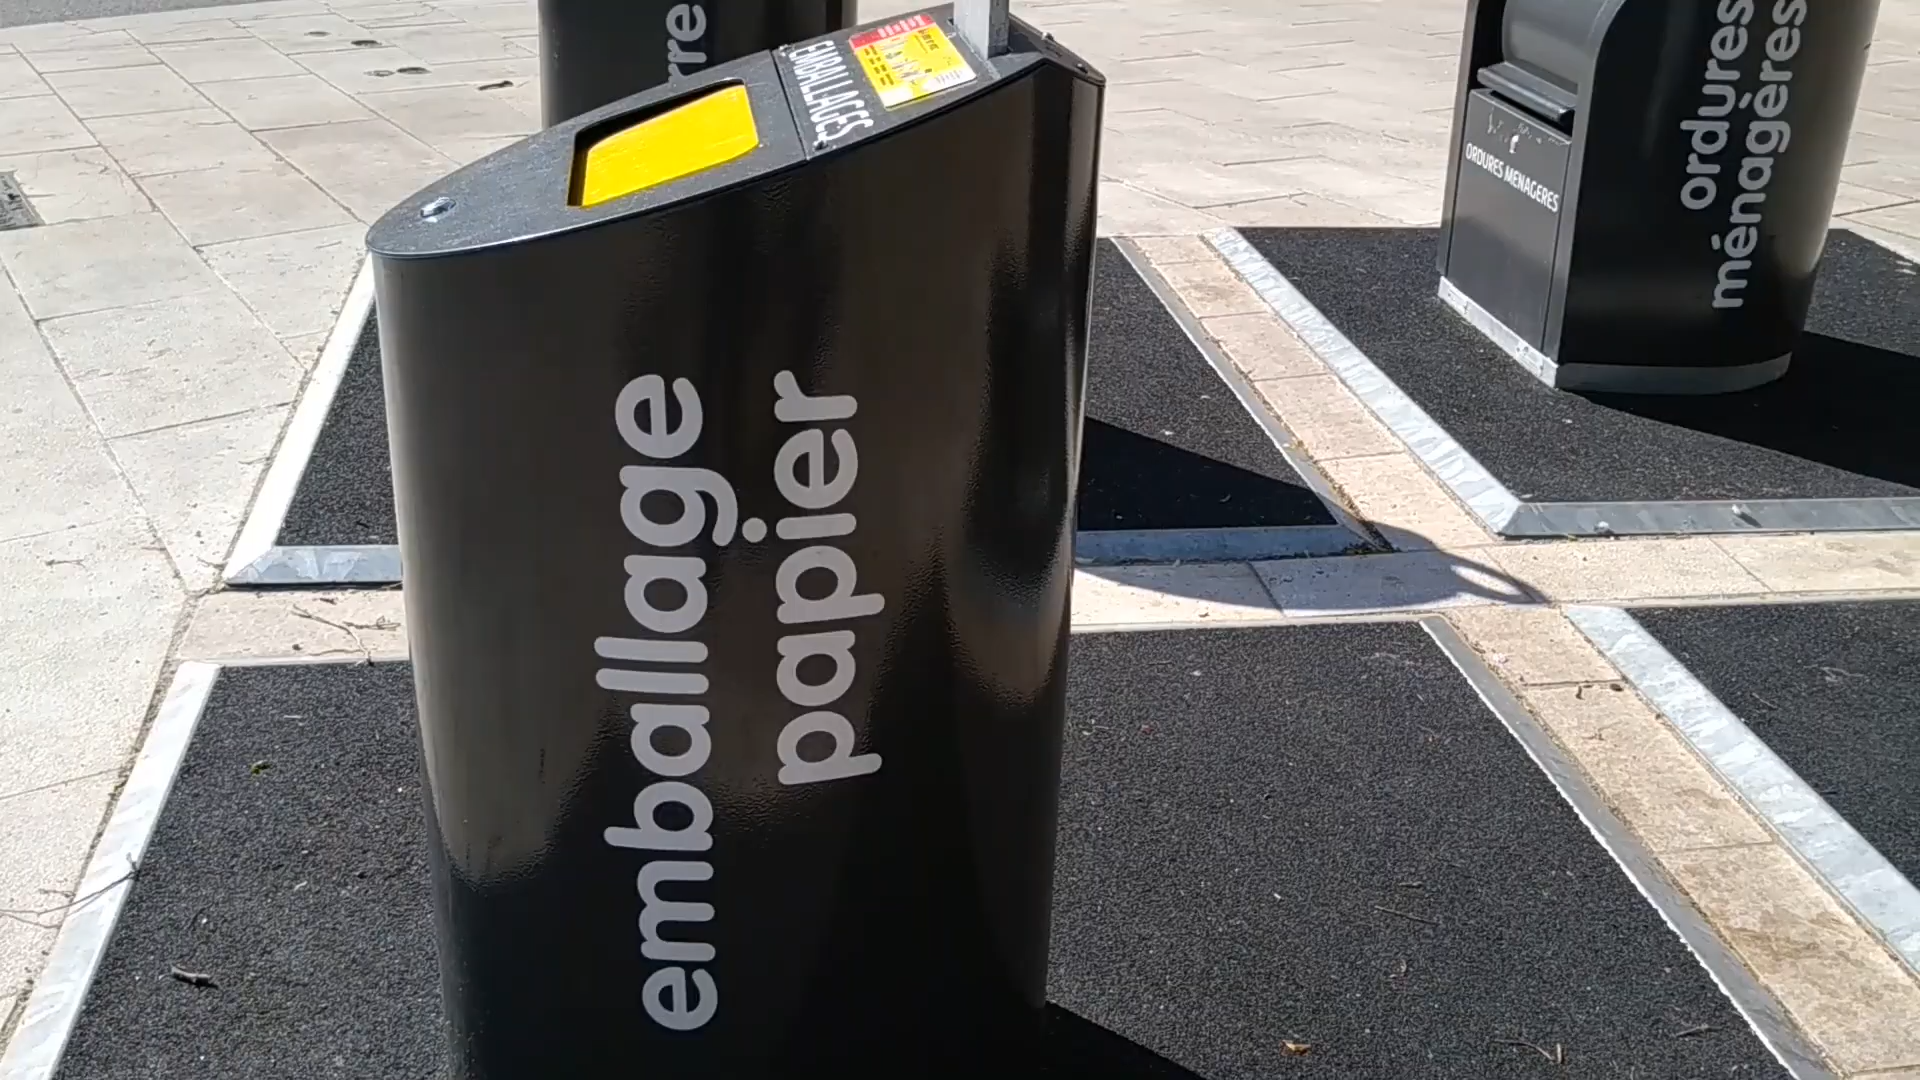 emballage
papier
EMBALLAGES
rre
ordures
ménagères
ORDURES MENAGERES